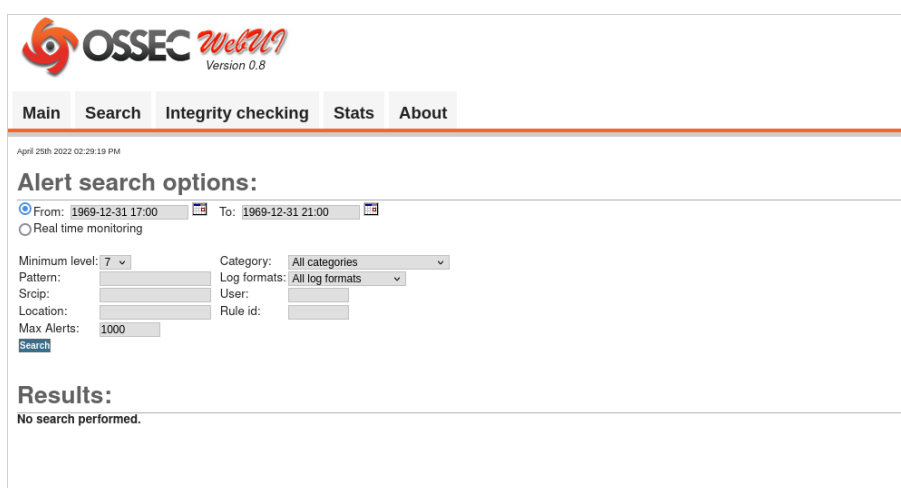 OSSEC WebUI
Version 0.8
Main Search Integrity checking Stats About
April 25th 2022 02:29:19 PM
Alert search options:
From: 1969-12-31 17:00 To: 1969-12-31 21:00
Real time monitoring
Minimum level: 7 Category: All categories
Pattern: Log formats: All log formats
Srcip: User:
Location: Rule id:
Max Alerts: 1000
Search
Results:
No search performed.